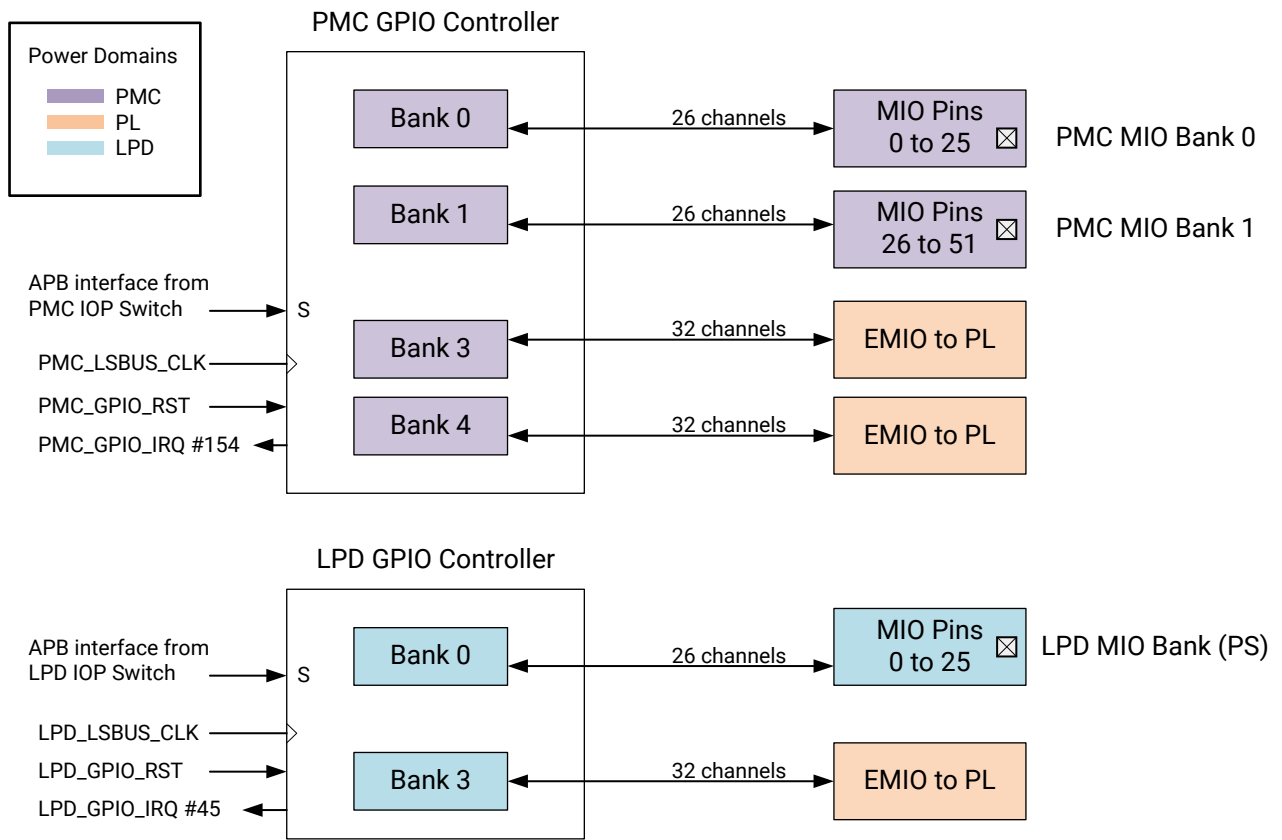 PMC GPIO Controller
Power Domains
PMC
PL
LPD
Bank 0
26 channels
MIO Pins
0 to 25
PMC MIO Bank 0
Bank 1
26 channels
MIO Pins
26 to 51
PMC MIO Bank 1
APB interface from
PMC IOP Switch
S
Bank 3
32 channels
EMIO to PL
PMC_LSBUS_CLK
PMC_GPIO_RST
Bank 4
32 channels
EMIO to PL
PMC_GPIO_IRQ #154
LPD GPIO Controller
APB interface from
LPD IOP Switch
S
Bank 0
26 channels
MIO Pins
0 to 25
LPD MIO Bank (PS)
LPD_LSBUS_CLK
LPD_GPIO_RST
Bank 3
32 channels
EMIO to PL
LPD_GPIO_IRQ #45